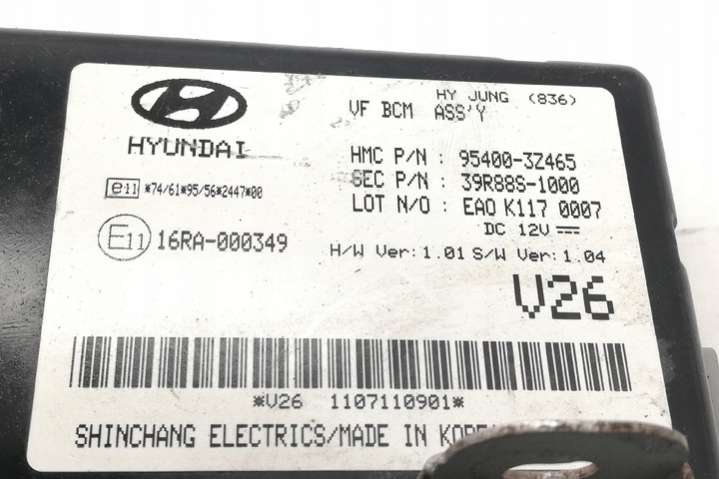 HYUNDAI
HY JUNG (836)
VF BCM ASS'Y
HMC P/N : 95400-3Z465
SEC P/N : 39R88S-1000
LOT N/O : EAO K117 0007
DC 12V
H/W Ver: 1.01 S/W Ver: 1.04
e11 *74/61*95/56*2447*00
E11 16RA-000349
V26
*V26 1107110901*
SHINCHANG ELECTRICS/MADE IN KOREA